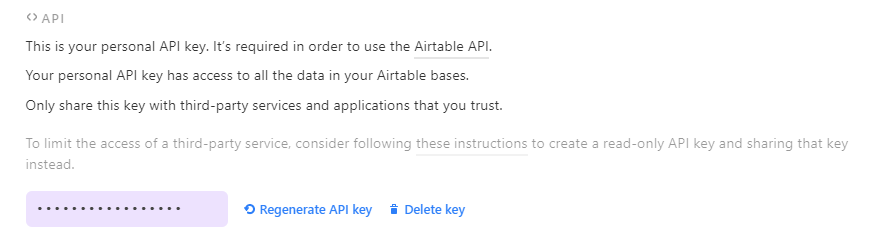 <> API
This is your personal API key. It's required in order to use the Airtable API.
Your personal API key has access to all the data in your Airtable bases.
Only share this key with third-party services and applications that you trust.
To limit the access of a third-party service, consider following these instructions to create a read-only API key and sharing that key
instead.
••••••••••••••••• Regenerate API key Delete key